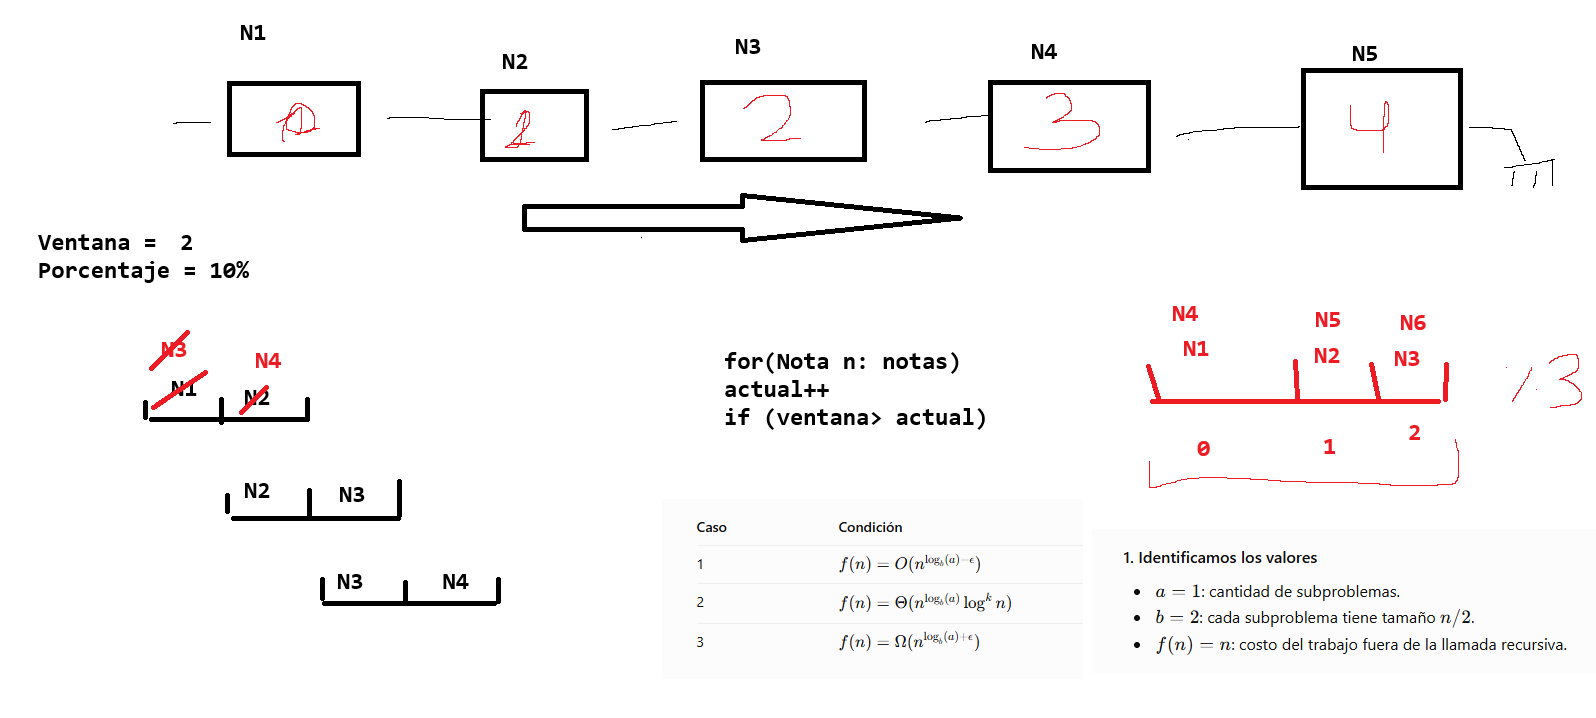 N1
N2
N3
N4
N5
1
2
3
4
Ventana = 2
Porcentaje = 10%
N3
N4
N1
N2
N2 N3
N3 N4
for(Nota n: notas)
actual++
if (ventana> actual)
N4 N5 N6
N1 N2 N3
0 1 2
%3
Caso Condición
1 f(n) = O(n^{log_b(a)−ϵ})
2 f(n) = Θ(n^{log_b(a)} log^k n)
3 f(n) = Ω(n^{log_b(a)+ϵ})
1. Identificamos los valores
• a = 1: cantidad de subproblemas.
• b = 2: cada subproblema tiene tamaño n/2.
• f(n) = n: costo del trabajo fuera de la llamada recursiva.